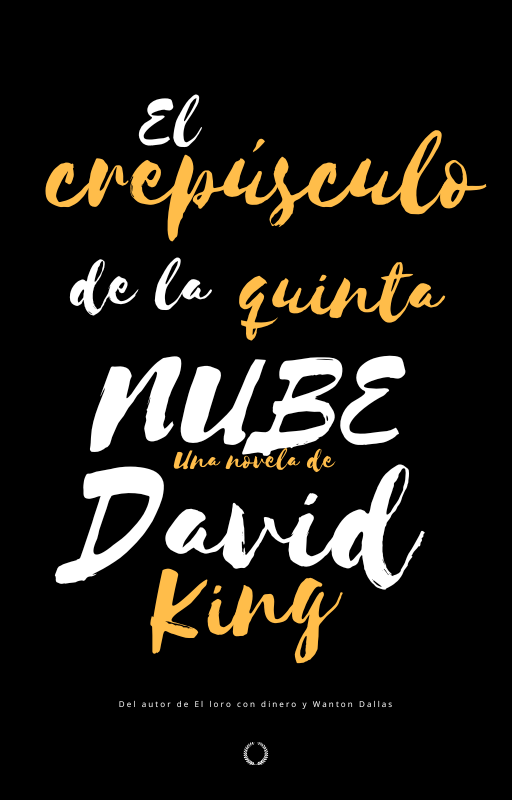 El
crepúsculo
de la quinta
NUBE
Una novela de
David
King
Del autor de El loro con dinero y Wanton Dallas